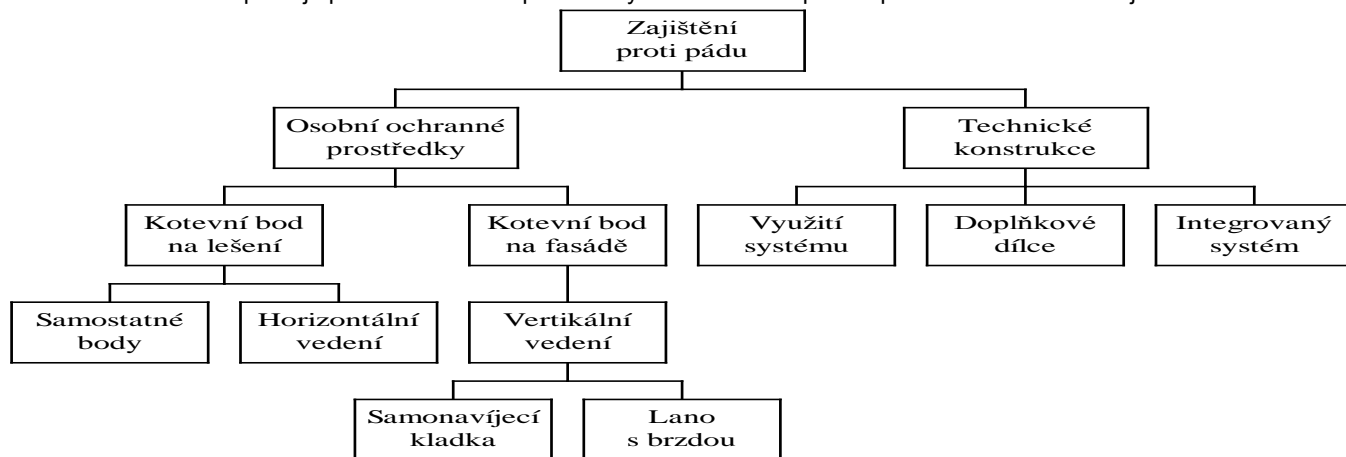 Zajištění
proti pádu
Osobní ochranné
prostředky
Technické
konstrukce
Kotevní bod
na lešení
Kotevní bod
na fasádě
Využití
systému
Doplňkové
dílce
Integrovaný
systém
Samostatné
body
Horizontální
vedení
Vertikální
vedení
Samonavíjecí
kladka
Lano
s brzdou